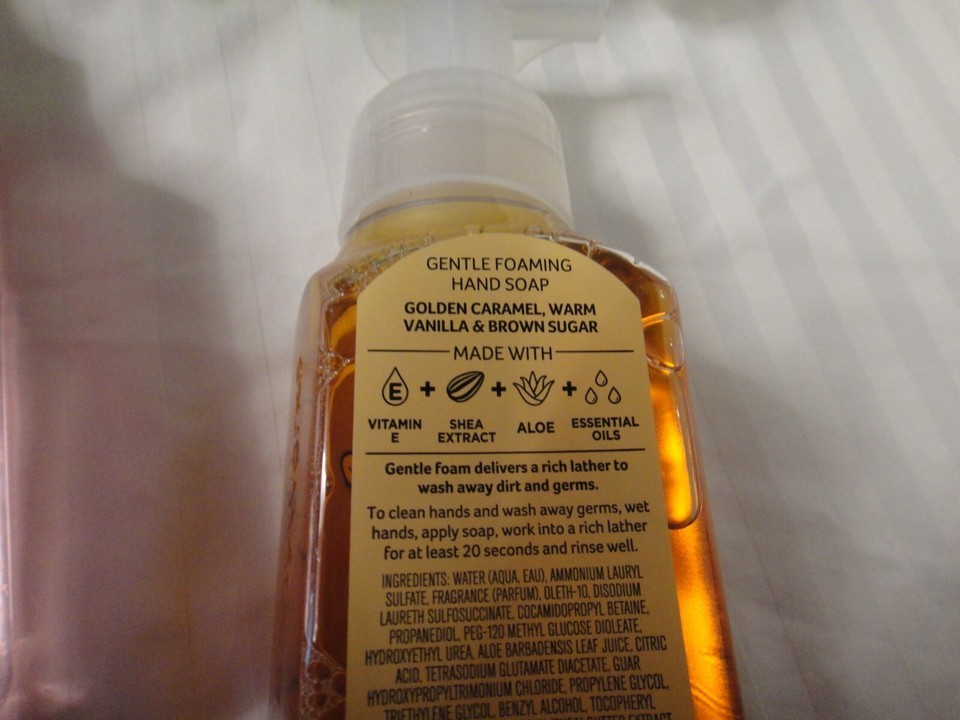 GENTLE FOAMING
HAND SOAP
GOLDEN CARAMEL, WARM
VANILLA & BROWN SUGAR
MADE WITH
E + + +
VITAMIN E SHEA EXTRACT ALOE ESSENTIAL OILS
Gentle foam delivers a rich lather to
wash away dirt and germs.
To clean hands and wash away germs, wet
hands, apply soap, work into a rich lather
for at least 20 seconds and rinse well.
INGREDIENTS: WATER (AQUA, EAU), AMMONIUM LAURYL
SULFATE, FRAGRANCE (PARFUM), OLETH-10, DISODIUM
LAURETH SULFOSUCCINATE, COCAMIDOPROPYL BETAINE,
PROPANEDIOL, PEG-120 METHYL GLUCOSE DIOLEATE,
HYDROXYETHYL UREA, ALOE BARBADENSIS LEAF JUICE, CITRIC
ACID, TETRASODIUM GLUTAMATE DIACETATE, GUAR
HYDROXYPROPYLTRIMONIUM CHLORIDE, PROPYLENE GLYCOL,
TRIETHYLENE GLYCOL, BENZYL ALCOHOL, TOCOPHERYL
BUTTER EXTRACT